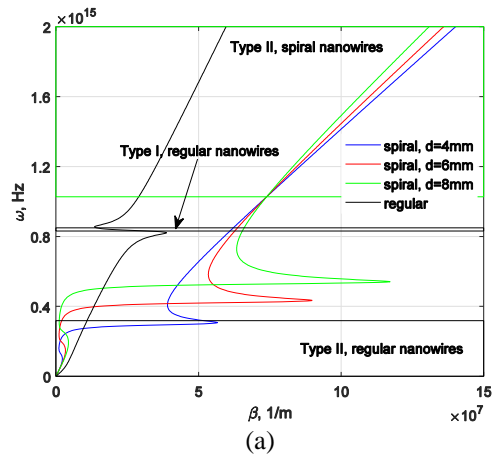 ×10^15
2
1.6
1.2
0.8
0.4
0
ω, Hz
Type II, spiral nanowires
Type I, regular nanowires
spiral, d=4mm
spiral, d=6mm
spiral, d=8mm
regular
Type II, regular nanowires
0 5 10 15
β, 1/m
×10^7
(a)